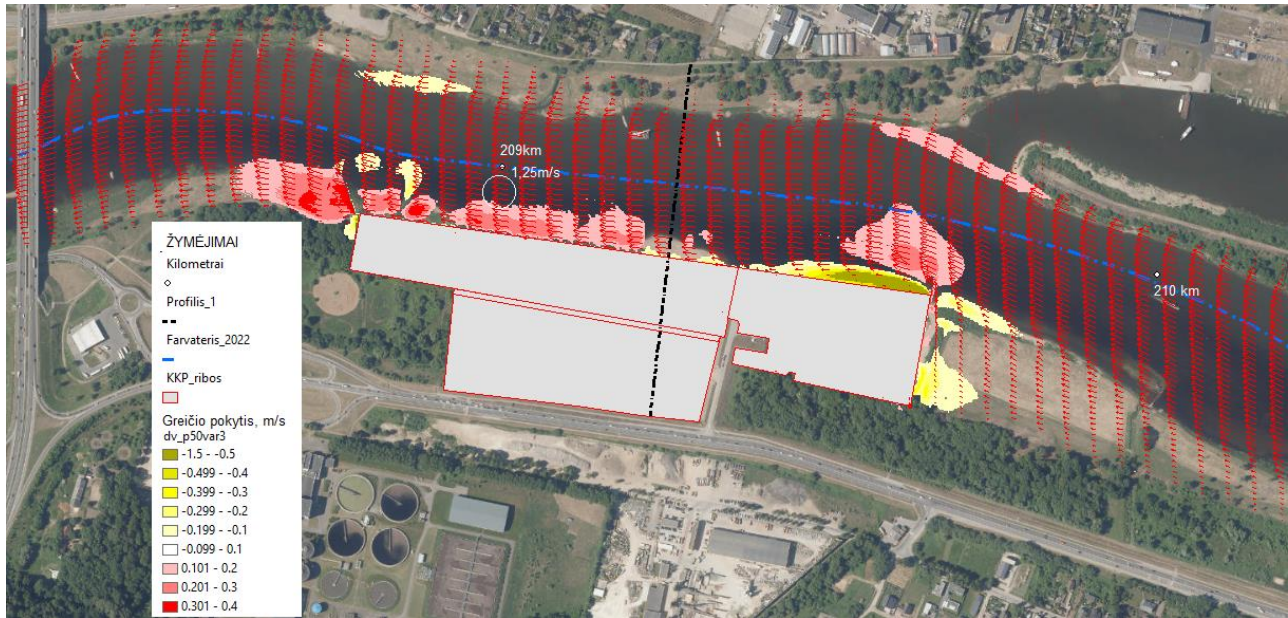 209km
1,25m/s
210 km
ŽYMĖJIMAI
Kilometrai
Profilis_1
Farvateris_2022
KKP_ribos
Greičio pokytis, m/s
dv_p50var3
-1.5 - -0.5
-0.499 - -0.4
-0.399 - -0.3
-0.299 - -0.2
-0.199 - -0.1
-0.099 - 0.1
0.101 - 0.2
0.201 - 0.3
0.301 - 0.4